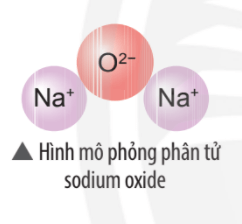 O²⁻
Na⁺ Na⁺
▲ Hình mô phỏng phân tử
sodium oxide